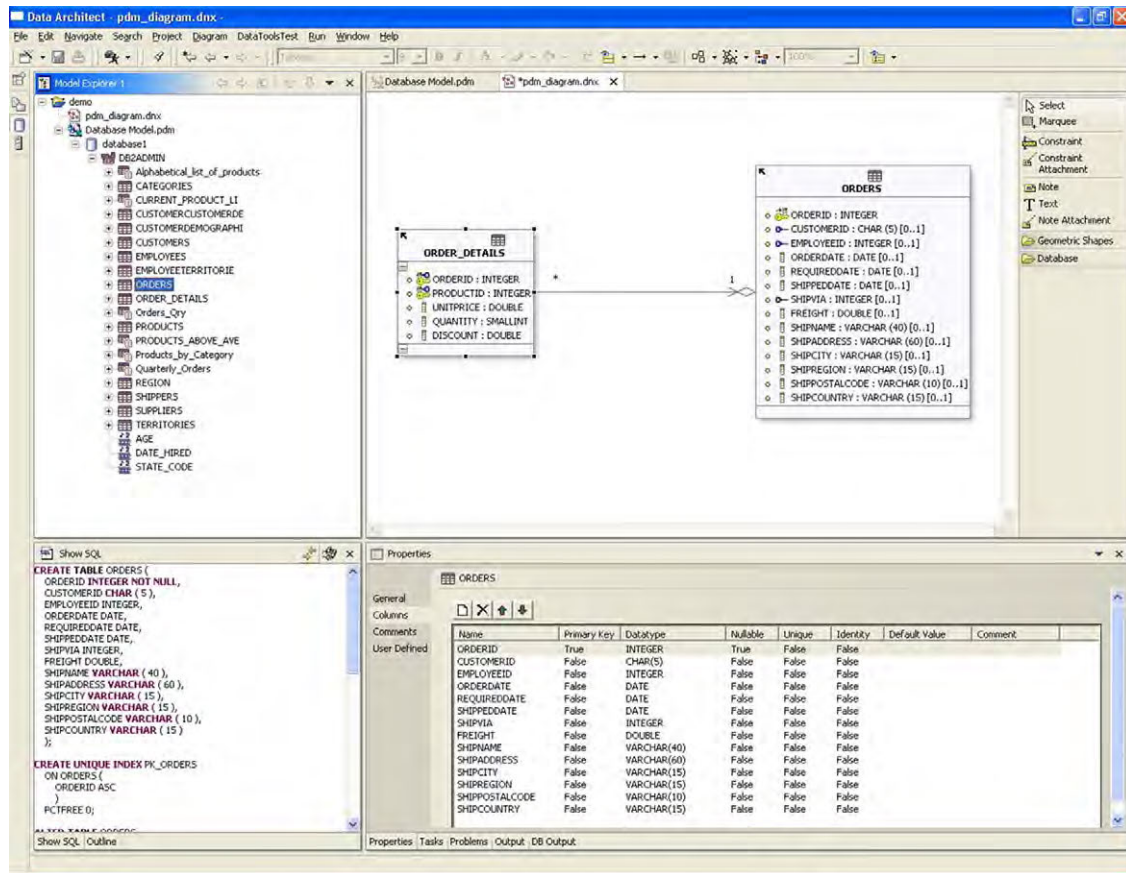 Data Architect - pdm_diagram.dnx -
File Edit Navigate Search Project Diagram DataToolsTest Run Window Help
Tahoma 9 100%
Model Explorer 1
demo
pdm_diagram.dnx
Database Model.pdm
database1
DB2ADMIN
Alphabetical_list_of_products
CATEGORIES
CURRENT_PRODUCT_LI
CUSTOMERCUSTOMERDE
CUSTOMERDEMOGRAPHI
CUSTOMERS
EMPLOYEES
EMPLOYEETERRITORIE
ORDERS
ORDER_DETAILS
Orders_Qry
PRODUCTS
PRODUCTS_ABOVE_AVE
Products_by_Category
Quarterly_Orders
REGION
SHIPPERS
SUPPLIERS
TERRITORIES
AGE
DATE_HIRED
STATE_CODE
Database Model.pdm *pdm_diagram.dnx
ORDER_DETAILS
ORDERID : INTEGER
PRODUCTID : INTEGER
UNITPRICE : DOUBLE
QUANTITY : SMALLINT
DISCOUNT : DOUBLE
* 1
ORDERS
ORDERID : INTEGER
CUSTOMERID : CHAR (5) [0..1]
EMPLOYEEID : INTEGER [0..1]
ORDERDATE : DATE [0..1]
REQUIREDDATE : DATE [0..1]
SHIPPEDDATE : DATE [0..1]
SHIPVIA : INTEGER [0..1]
FREIGHT : DOUBLE [0..1]
SHIPNAME : VARCHAR (40) [0..1]
SHIPADDRESS : VARCHAR (60) [0..1]
SHIPCITY : VARCHAR (15) [0..1]
SHIPREGION : VARCHAR (15) [0..1]
SHIPPOSTALCODE : VARCHAR (10) [0..1]
SHIPCOUNTRY : VARCHAR (15) [0..1]
Select
Marquee
Constraint
Constraint
Attachment
Note
Text
Note Attachment
Geometric Shapes
Database
Show SQL
CREATE TABLE ORDERS (
ORDERID INTEGER NOT NULL,
CUSTOMERID CHAR ( 5 ),
EMPLOYEEID INTEGER,
ORDERDATE DATE,
REQUIREDDATE DATE,
SHIPPEDDATE DATE,
SHIPVIA INTEGER,
FREIGHT DOUBLE,
SHIPNAME VARCHAR ( 40 ),
SHIPADDRESS VARCHAR ( 60 ),
SHIPCITY VARCHAR ( 15 ),
SHIPREGION VARCHAR ( 15 ),
SHIPPOSTALCODE VARCHAR ( 10 ),
SHIPCOUNTRY VARCHAR ( 15 )
);
CREATE UNIQUE INDEX PK_ORDERS
ON ORDERS (
ORDERID ASC
)
PCTFREE 0;
ALTER TABLE ORDERS
Show SQL Outline
Properties
ORDERS
General
Columns
Comments
User Defined
Name Primary Key Datatype Nullable Unique Identity Default Value Comment
ORDERID True INTEGER True False False
CUSTOMERID False CHAR(5) False False False
EMPLOYEEID False INTEGER False False False
ORDERDATE False DATE False False False
REQUIREDDATE False DATE False False False
SHIPPEDDATE False DATE False False False
SHIPVIA False INTEGER False False False
FREIGHT False DOUBLE False False False
SHIPNAME False VARCHAR(40) False False False
SHIPADDRESS False VARCHAR(60) False False False
SHIPCITY False VARCHAR(15) False False False
SHIPREGION False VARCHAR(15) False False False
SHIPPOSTALCODE False VARCHAR(10) False False False
SHIPCOUNTRY False VARCHAR(15) False False False
Properties Tasks Problems Output DB Output